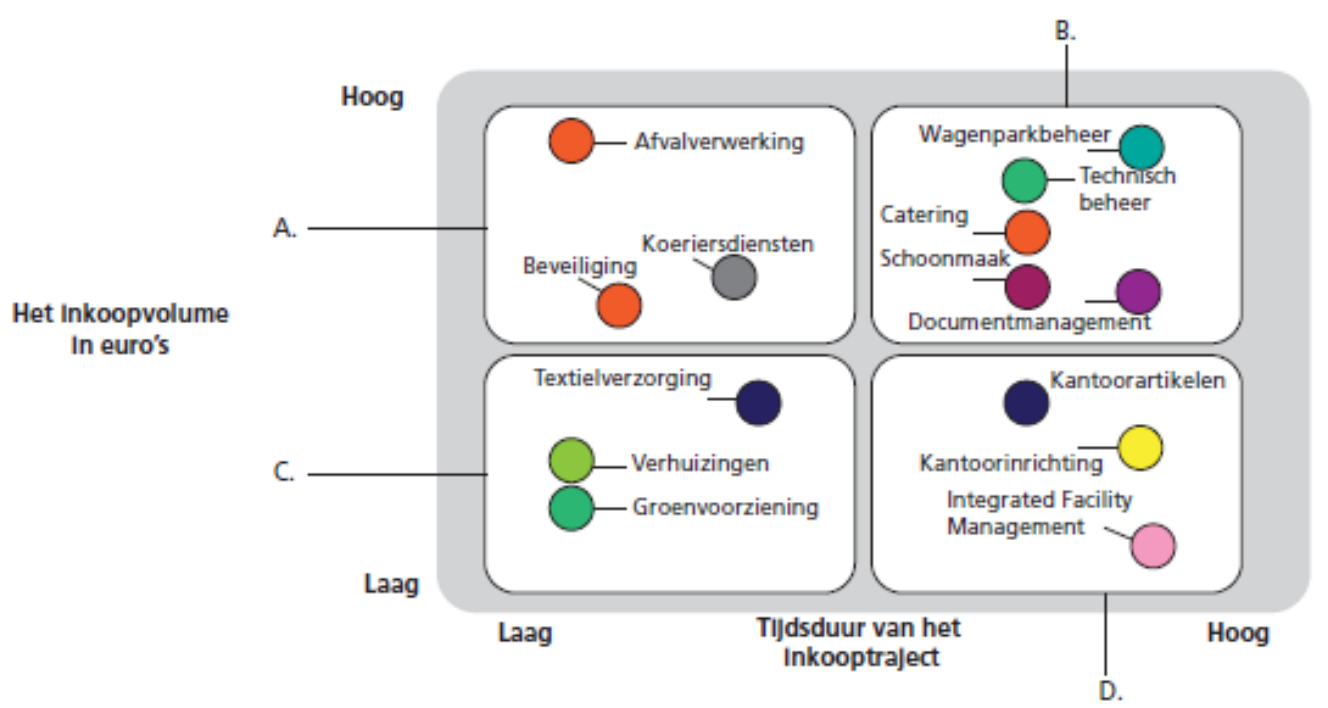 B.
Hoog
Wagenparkbeheer
Afvalverwerking
Technisch
beheer
Catering
A.
Koeriersdiensten
Schoonmaak
Beveiliging
Het inkoopvolume
in euro's
Documentmanagement
Textielverzorging
Kantoorartikelen
C.
Verhuizingen
Kantoorinrichting
Groenvoorziening
Integrated Facility
Management
Laag
Laag
Tijdsduur van het
inkooptraject
Hoog
D.